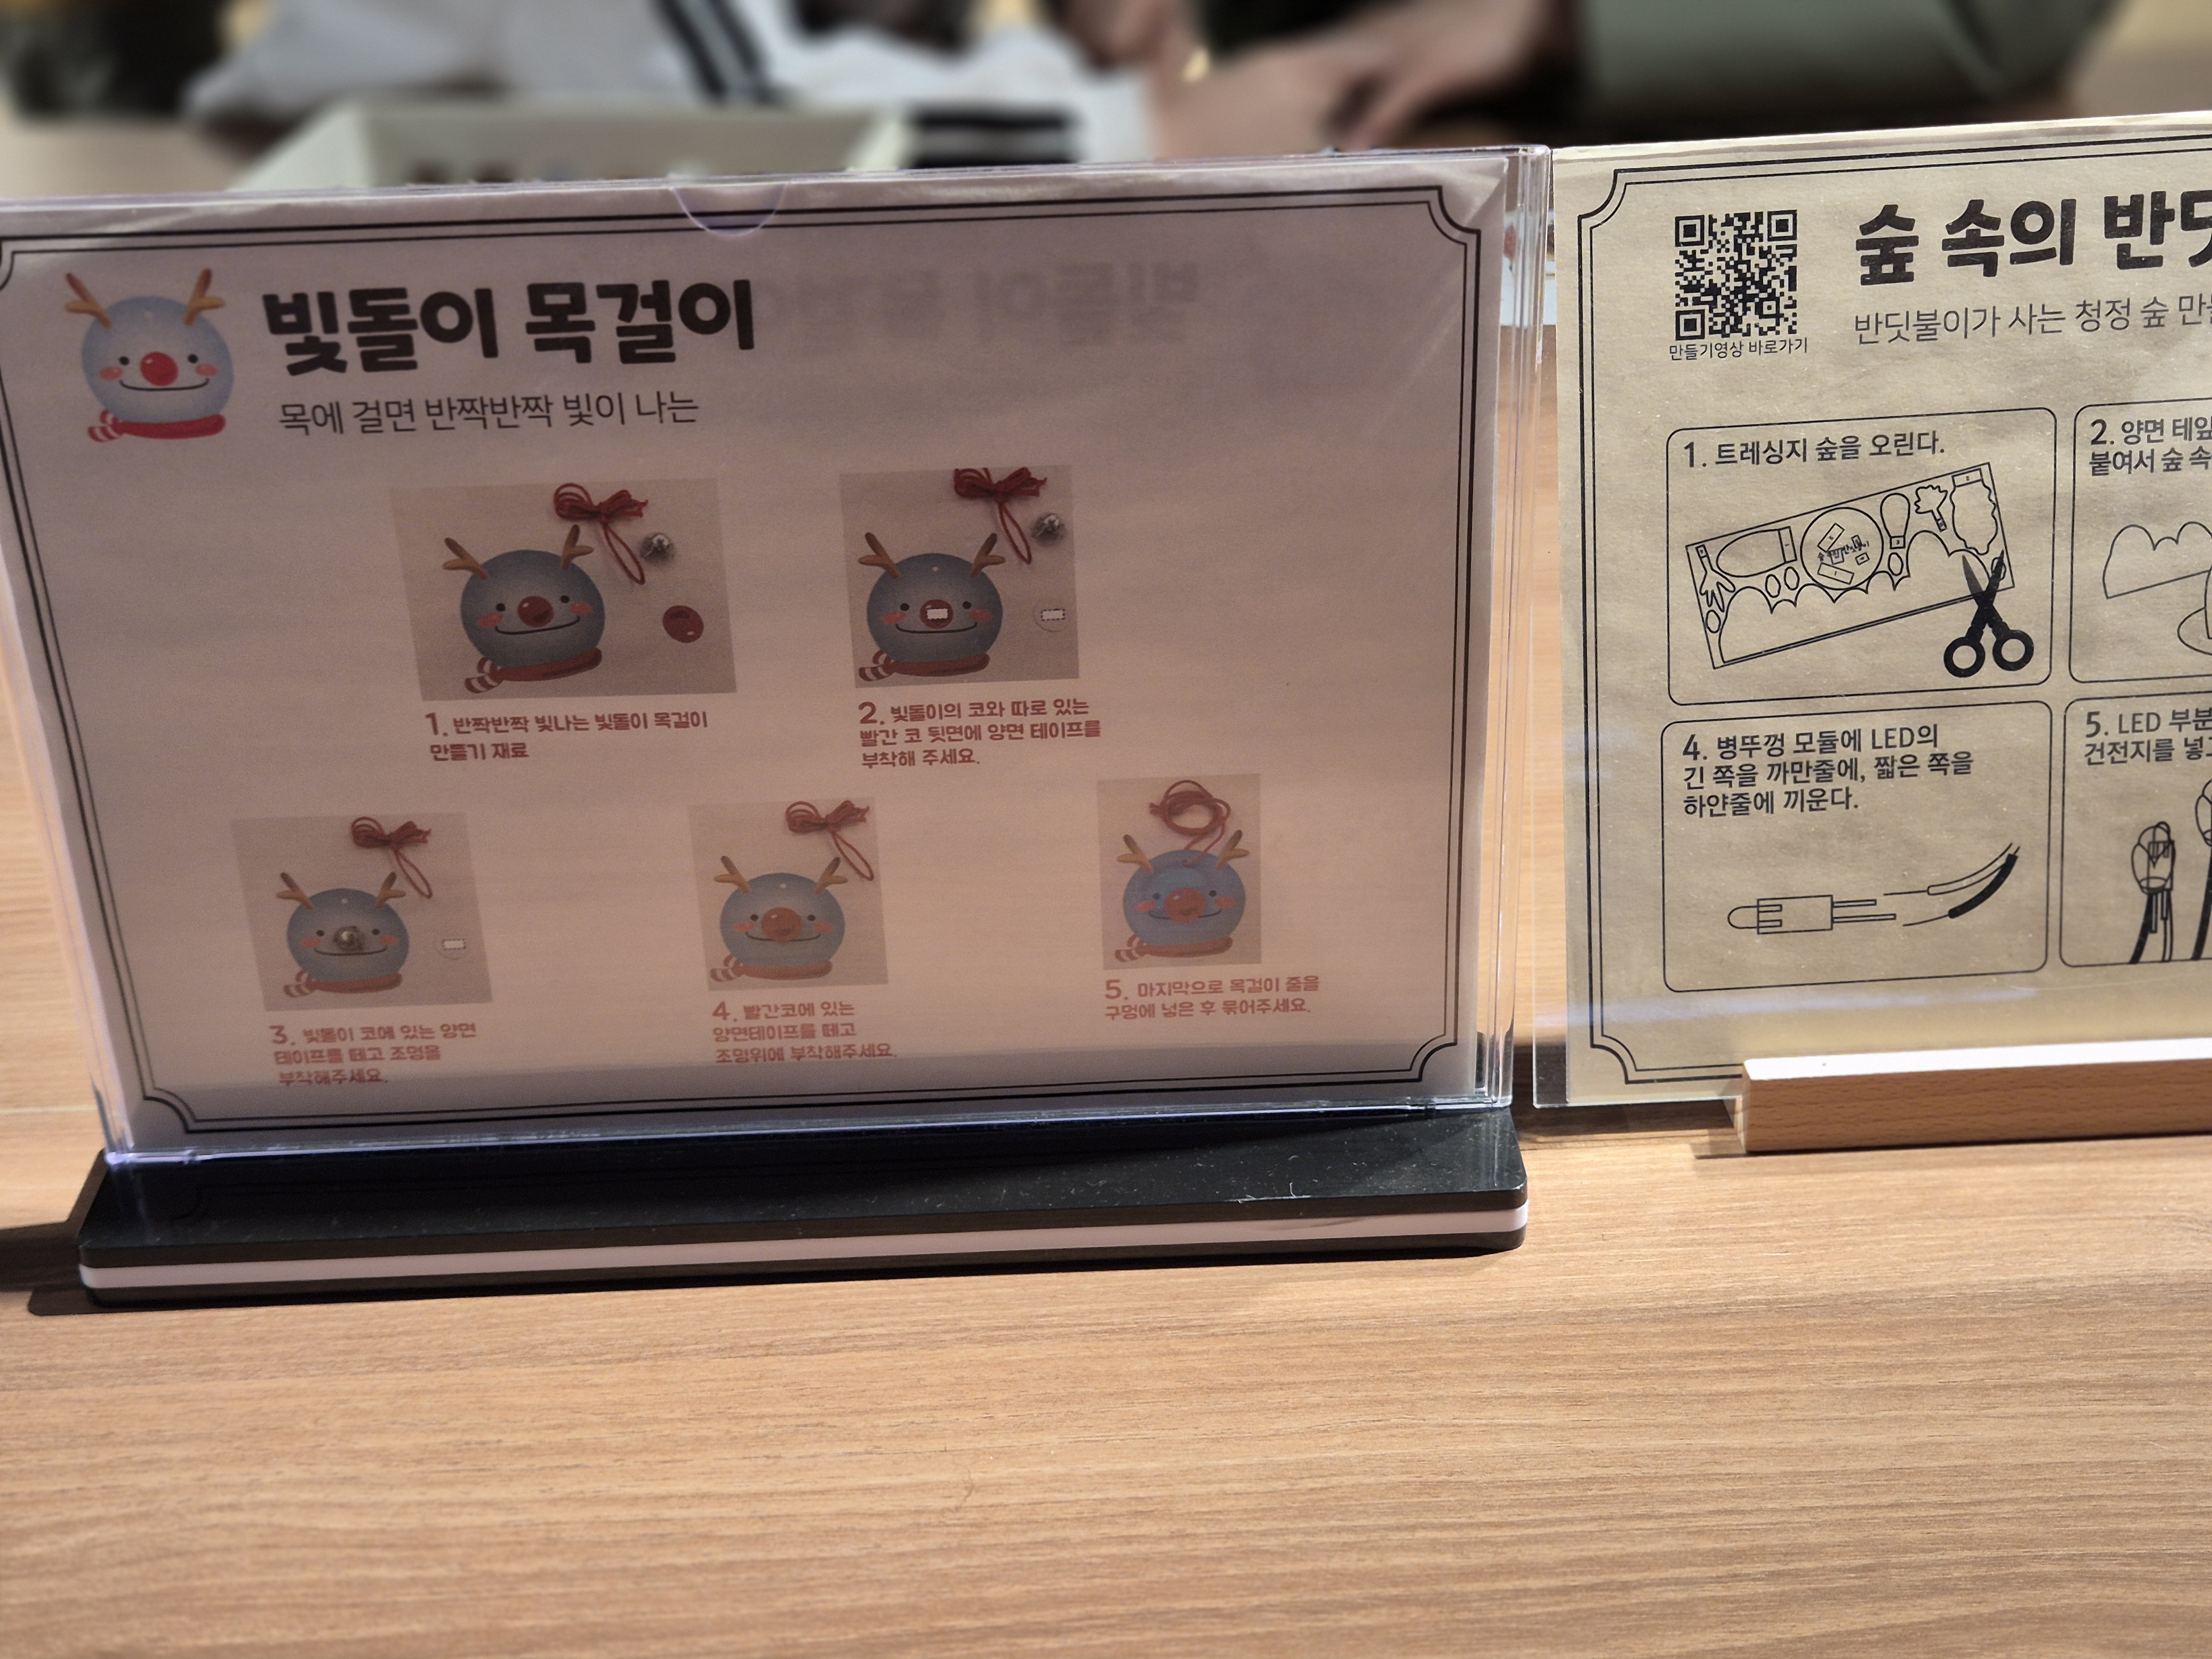 빛돌이 목걸이
목에 걸면 반짝반짝 빛이 나는
1. 반짝반짝 빛나는 빛돌이 목걸이
만들기 재료
2. 빛돌이의 코와 따로 있는
빨간 코 뒷면에 양면 테이프를
부착해 주세요.
3. 빛돌이 코에 있는 양면
테이프를 떼고 조명을
부착해주세요.
4. 빨간코에 있는
양면테이프를 떼고
조명위에 부착해주세요.
5. 마지막으로 목걸이 줄을
구멍에 넣은 후 묶어주세요.
만들기영상 바로가기
숲 속의
반딧불이가 사는 청정 숲
1. 트레싱지 숲을 오린다.
2. 양면
붙여서 숲 속
4. 병뚜껑 모듈에 LED의
긴 쪽을 까만줄에, 짧은 쪽을
하얀줄에 끼운다.
5. LED 부분
건전지를